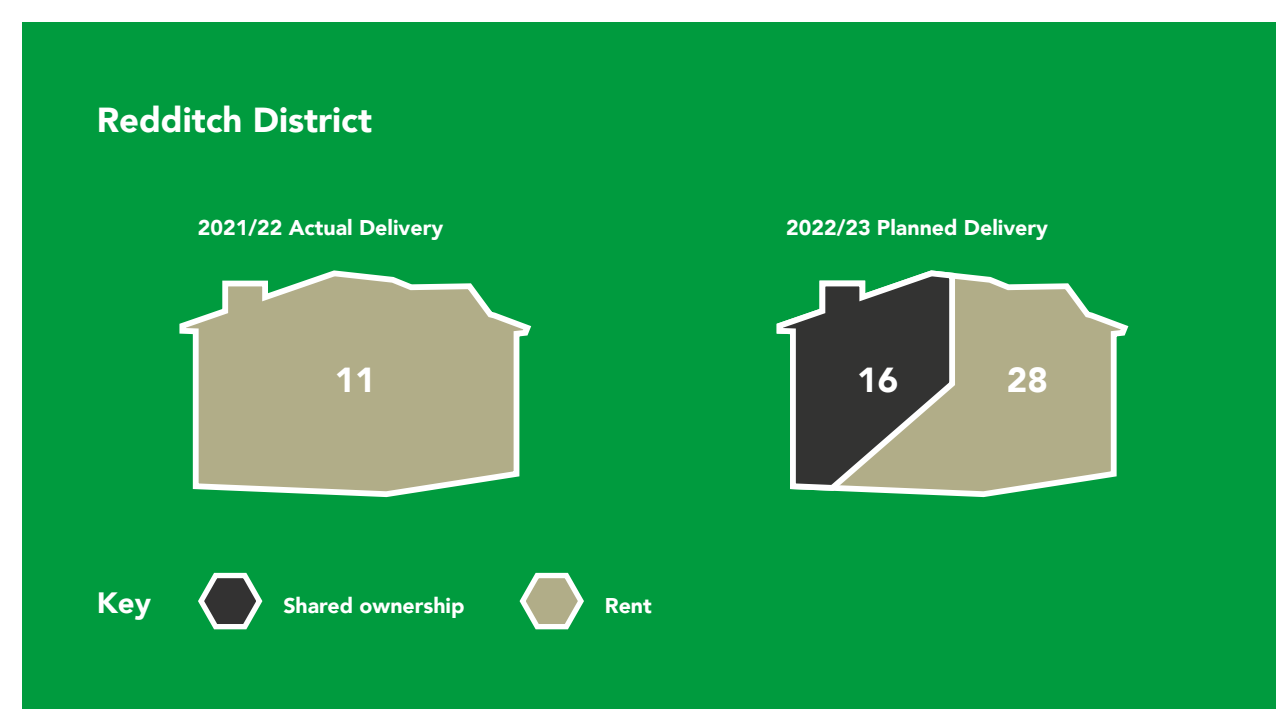 Redditch District
2021/22 Actual Delivery
2022/23 Planned Delivery
11
16
28
Key
Shared ownership
Rent